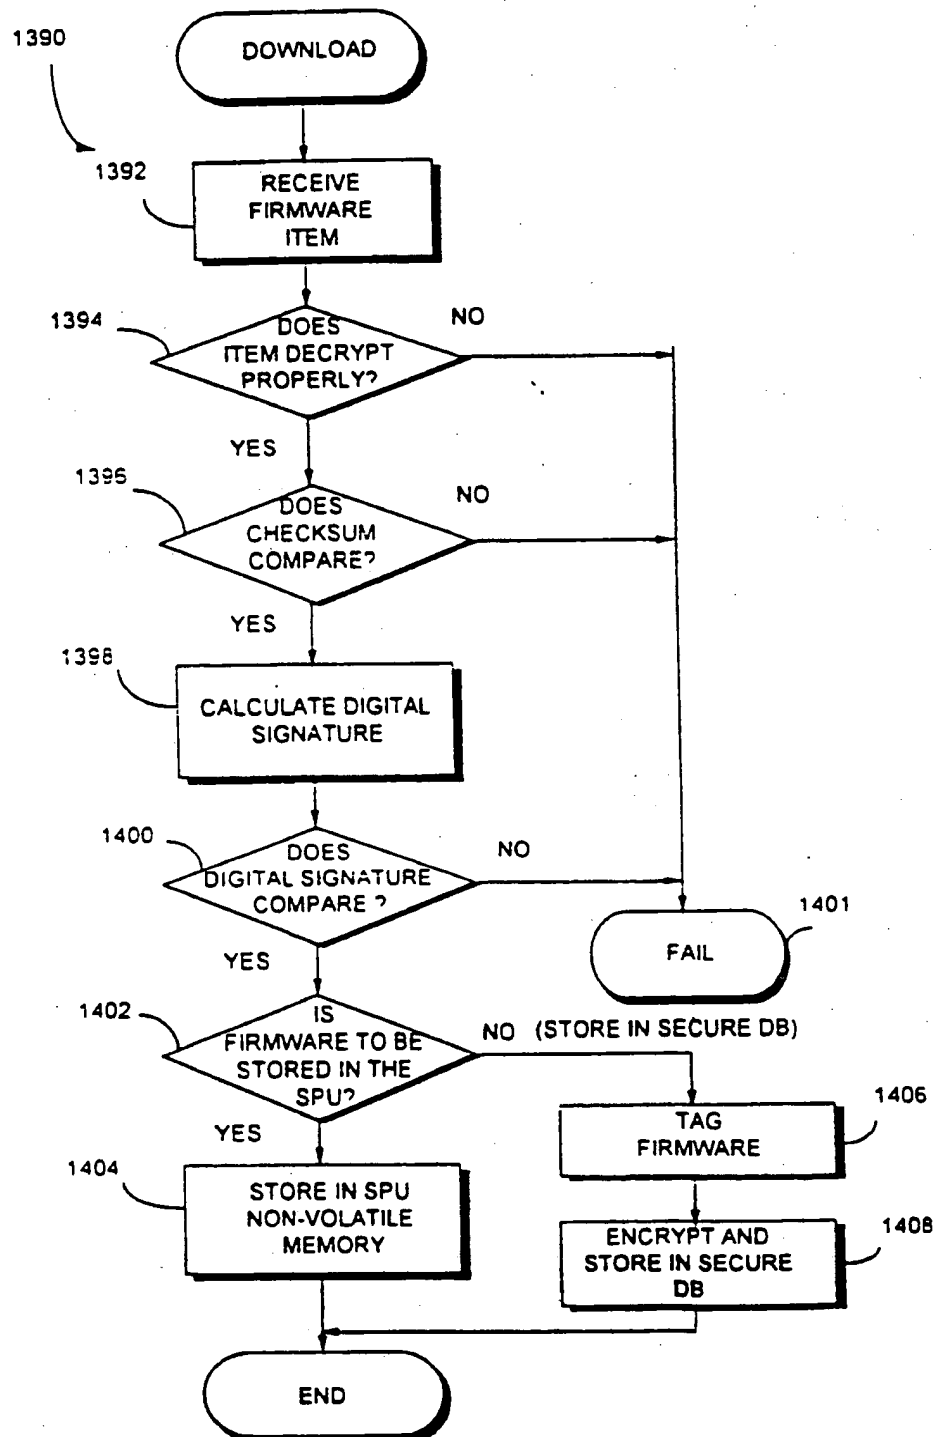 1390
DOWNLOAD
1392
RECEIVE
FIRMWARE
ITEM
1394
DOES
ITEM DECRYPT
PROPERLY?
NO
YES
1396
DOES
CHECKSUM
COMPARE?
NO
YES
1398
CALCULATE DIGITAL
SIGNATURE
1400
DOES
DIGITAL SIGNATURE
COMPARE ?
NO
1401
FAIL
YES
1402
IS
FIRMWARE TO BE
STORED IN THE
SPU?
NO (STORE IN SECURE DB)
YES
1406
TAG
FIRMWARE
1404
STORE IN SPU
NON-VOLATILE
MEMORY
1408
ENCRYPT AND
STORE IN SECURE
DB
END